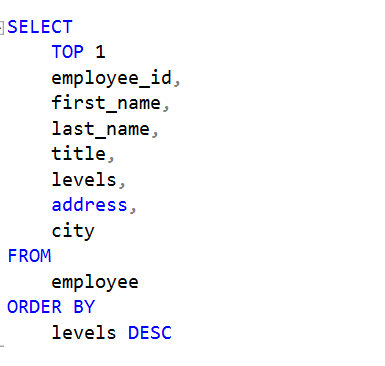 SELECT
TOP 1
employee_id,
first_name,
last_name,
title,
levels,
address,
city
FROM
employee
ORDER BY
levels DESC